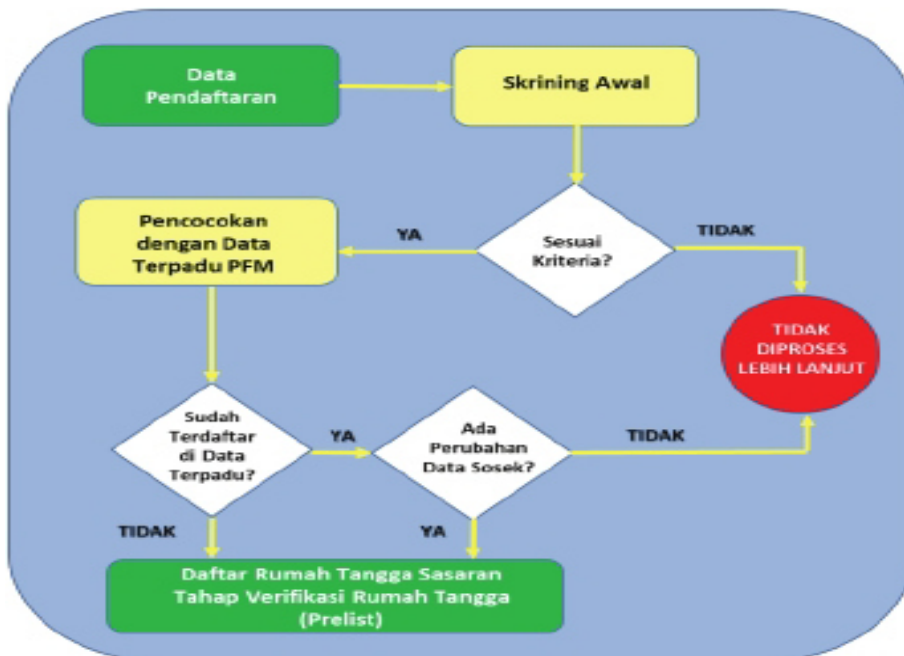 Data
Pendaftaran
Skrining Awal
Sesuai
Kriteria?
YA
TIDAK
Pencocokan
dengan Data
Terpadu PFM
TIDAK
DIPROSES
LEBIH LANJUT
Sudah
Terdaftar
di Data
Terpadu?
YA
Ada
Perubahan
Data Sosek?
TIDAK
TIDAK
YA
Daftar Rumah Tangga Sasaran
Tahap Verifikasi Rumah Tangga
(Prelist)